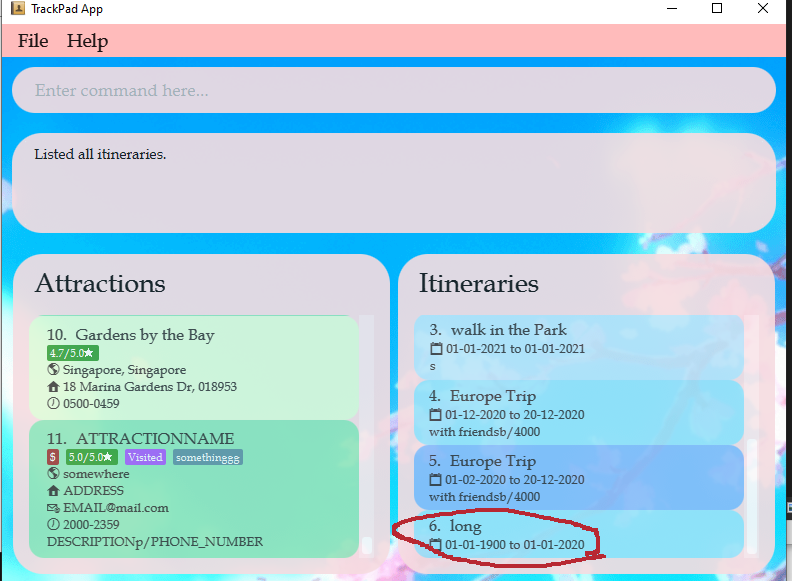 TrackPad App
File Help
Enter command here...
Listed all itineraries.
Attractions
10. Gardens by the Bay
4.7/5.0★
Singapore, Singapore
18 Marina Gardens Dr, 018953
0500-0459
11. ATTRACTIONNAME
$ 5.0/5.0★ Visited somethinggg
somewhere
ADDRESS
EMAIL@mail.com
2000-2359
DESCRIPTIONp/PHONE_NUMBER
Itineraries
3. walk in the Park
01-01-2021 to 01-01-2021
s
4. Europe Trip
01-12-2020 to 20-12-2020
with friendsb/4000
5. Europe Trip
01-02-2020 to 20-12-2020
with friendsb/4000
6. long
01-01-1900 to 01-01-2020